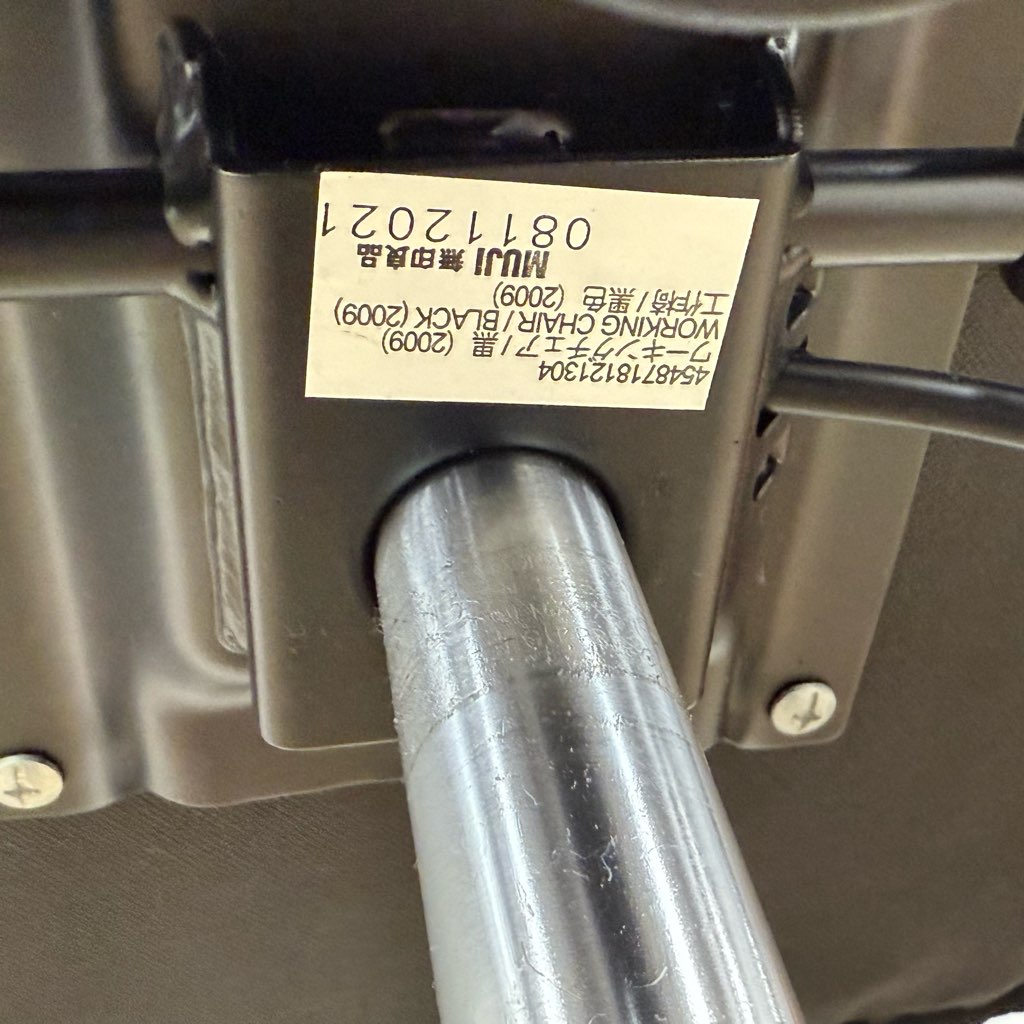 4548718121304
ワーキングチェア / 黒 (2009)
WORKING CHAIR / BLACK (2009)
工作椅 / 黑色 (2009)
MUJI 無印良品
08112021